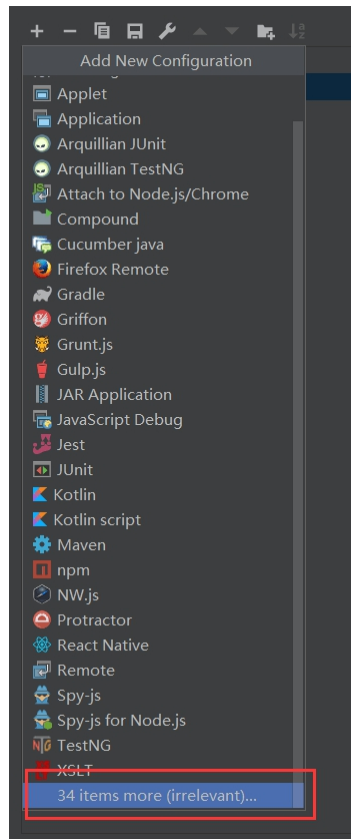 Add New Configuration
Applet
Application
Arquillian JUnit
Arquillian TestNG
Attach to Node.js/Chrome
Compound
Cucumber java
Firefox Remote
Gradle
Griffon
Grunt.js
Gulp.js
JAR Application
JavaScript Debug
Jest
JUnit
Kotlin
Kotlin script
Maven
npm
NW.js
Protractor
React Native
Remote
Spy-js
Spy-js for Node.js
TestNG
XSLT
34 items more (irrelevant)...